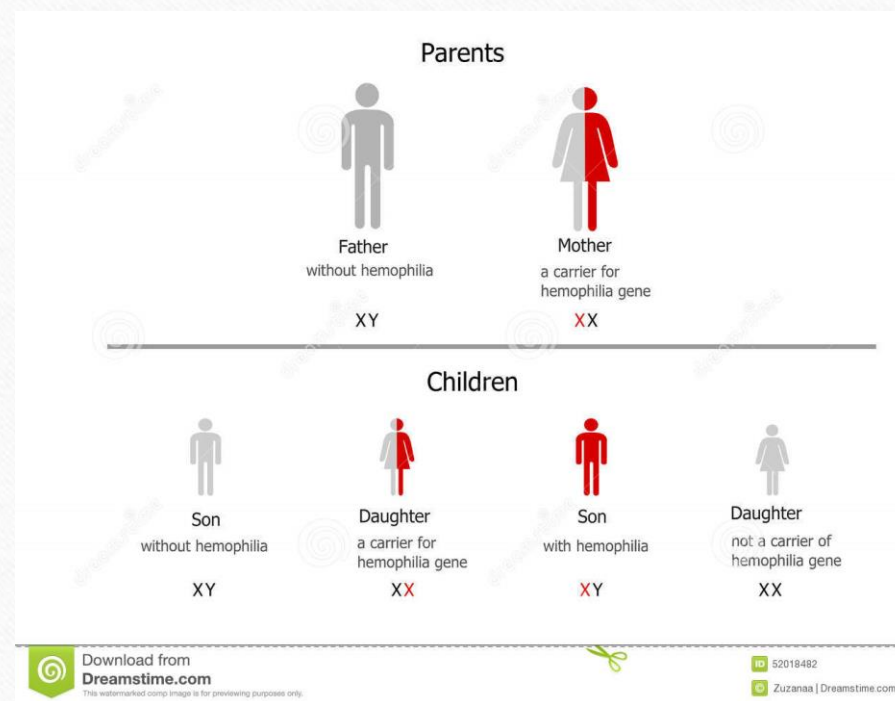 Parents
Father
without hemophilia
XY
Mother
a carrier for
hemophilia gene
XX
Children
Son
without hemophilia
XY
Daughter
a carrier for
hemophilia gene
XX
Son
with hemophilia
XY
Daughter
not a carrier of
hemophilia gene
XX
Download from
Dreamstime.com
This watermarked comp image is for previewing purposes only.
ID 52018482
© Zuzanaa | Dreamstime.com